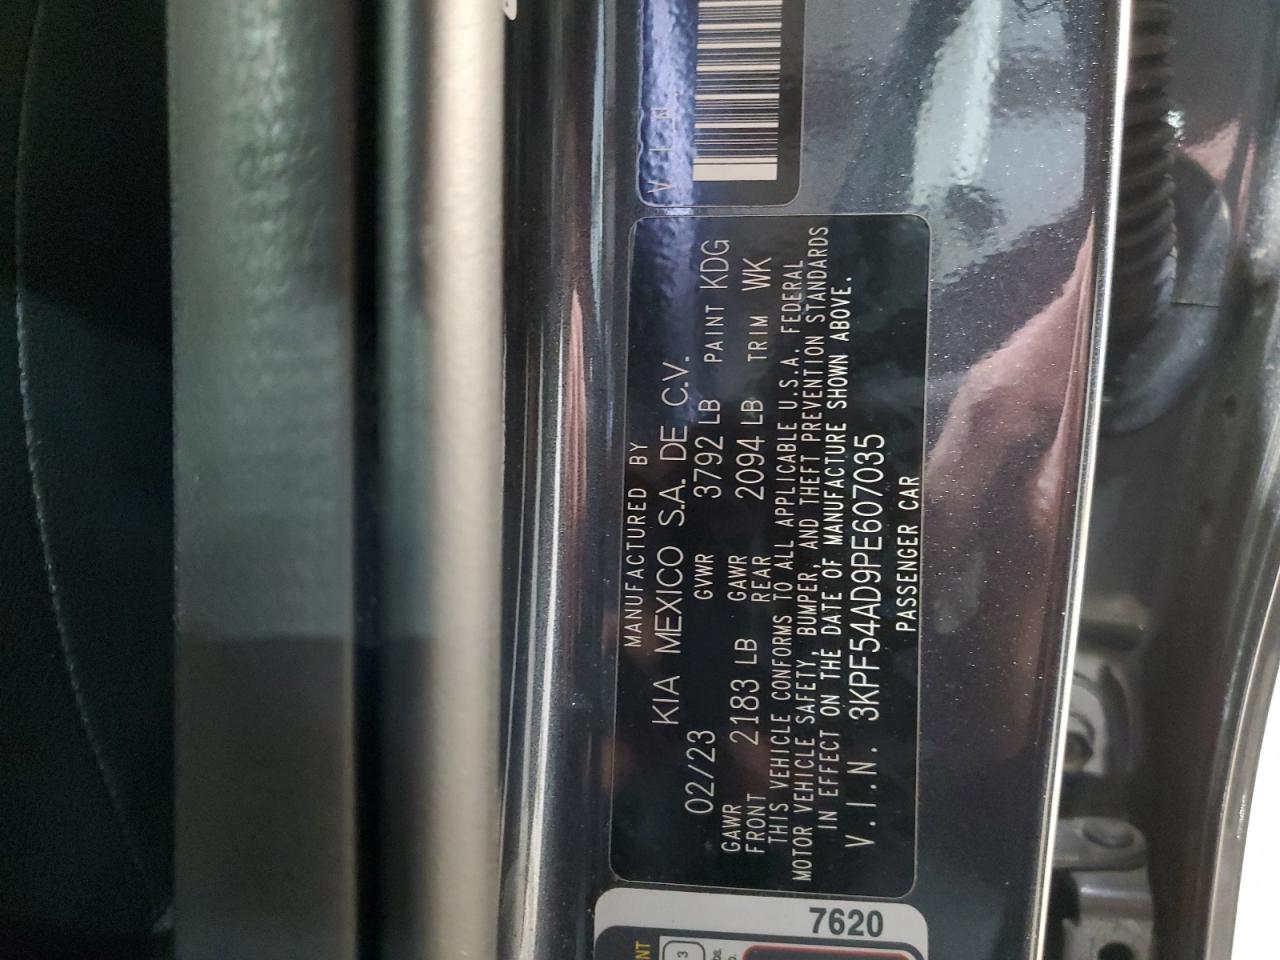 V.I.N.
MANUFACTURED BY
KIA MEXICO S.A. DE C.V.
02/23 GVWR 3792 LB PAINT KDG
GAWR FRONT 2183 LB GAWR REAR 2094 LB TRIM WK
THIS VEHICLE CONFORMS TO ALL APPLICABLE U.S.A. FEDERAL
MOTOR VEHICLE SAFETY, BUMPER, AND THEFT PREVENTION STANDARDS
IN EFFECT ON THE DATE OF MANUFACTURE SHOWN ABOVE.
V.I.N. 3KPF54AD9PE607035
PASSENGER CAR
7620
3